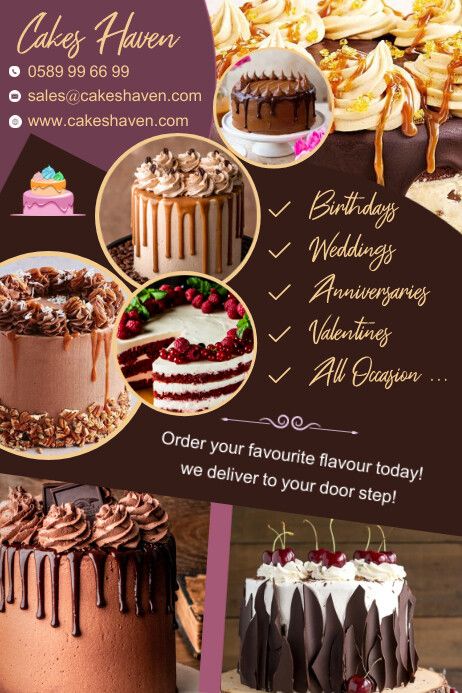 Cakes Haven
0589 99 66 99
sales@cakeshaven.com
www.cakeshaven.com
Birthdays
Weddings
Anniversaries
Valentines
All Occasion ...
Order your favourite flavour today!
we deliver to your door step!